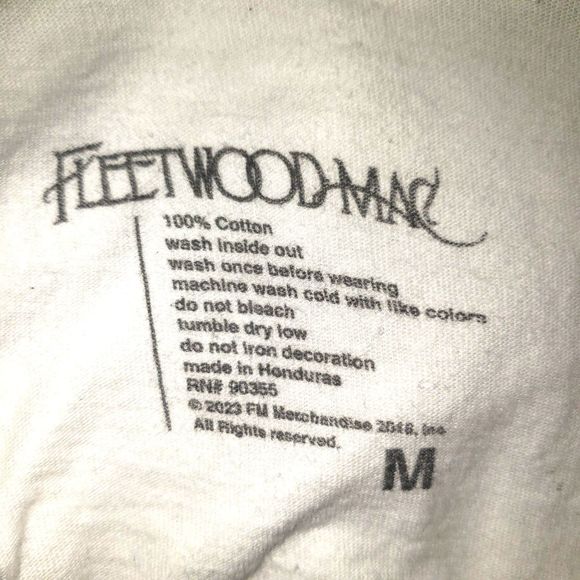 FLEETWOOD MAC
100% Cotton
wash inside out
wash once before wearing
machine wash cold with like colors
do not bleach
tumble dry low
do not iron decoration
made in Honduras
RN# 90355
© 2023 FM Merchandise 2018, Inc
All Rights reserved.
M